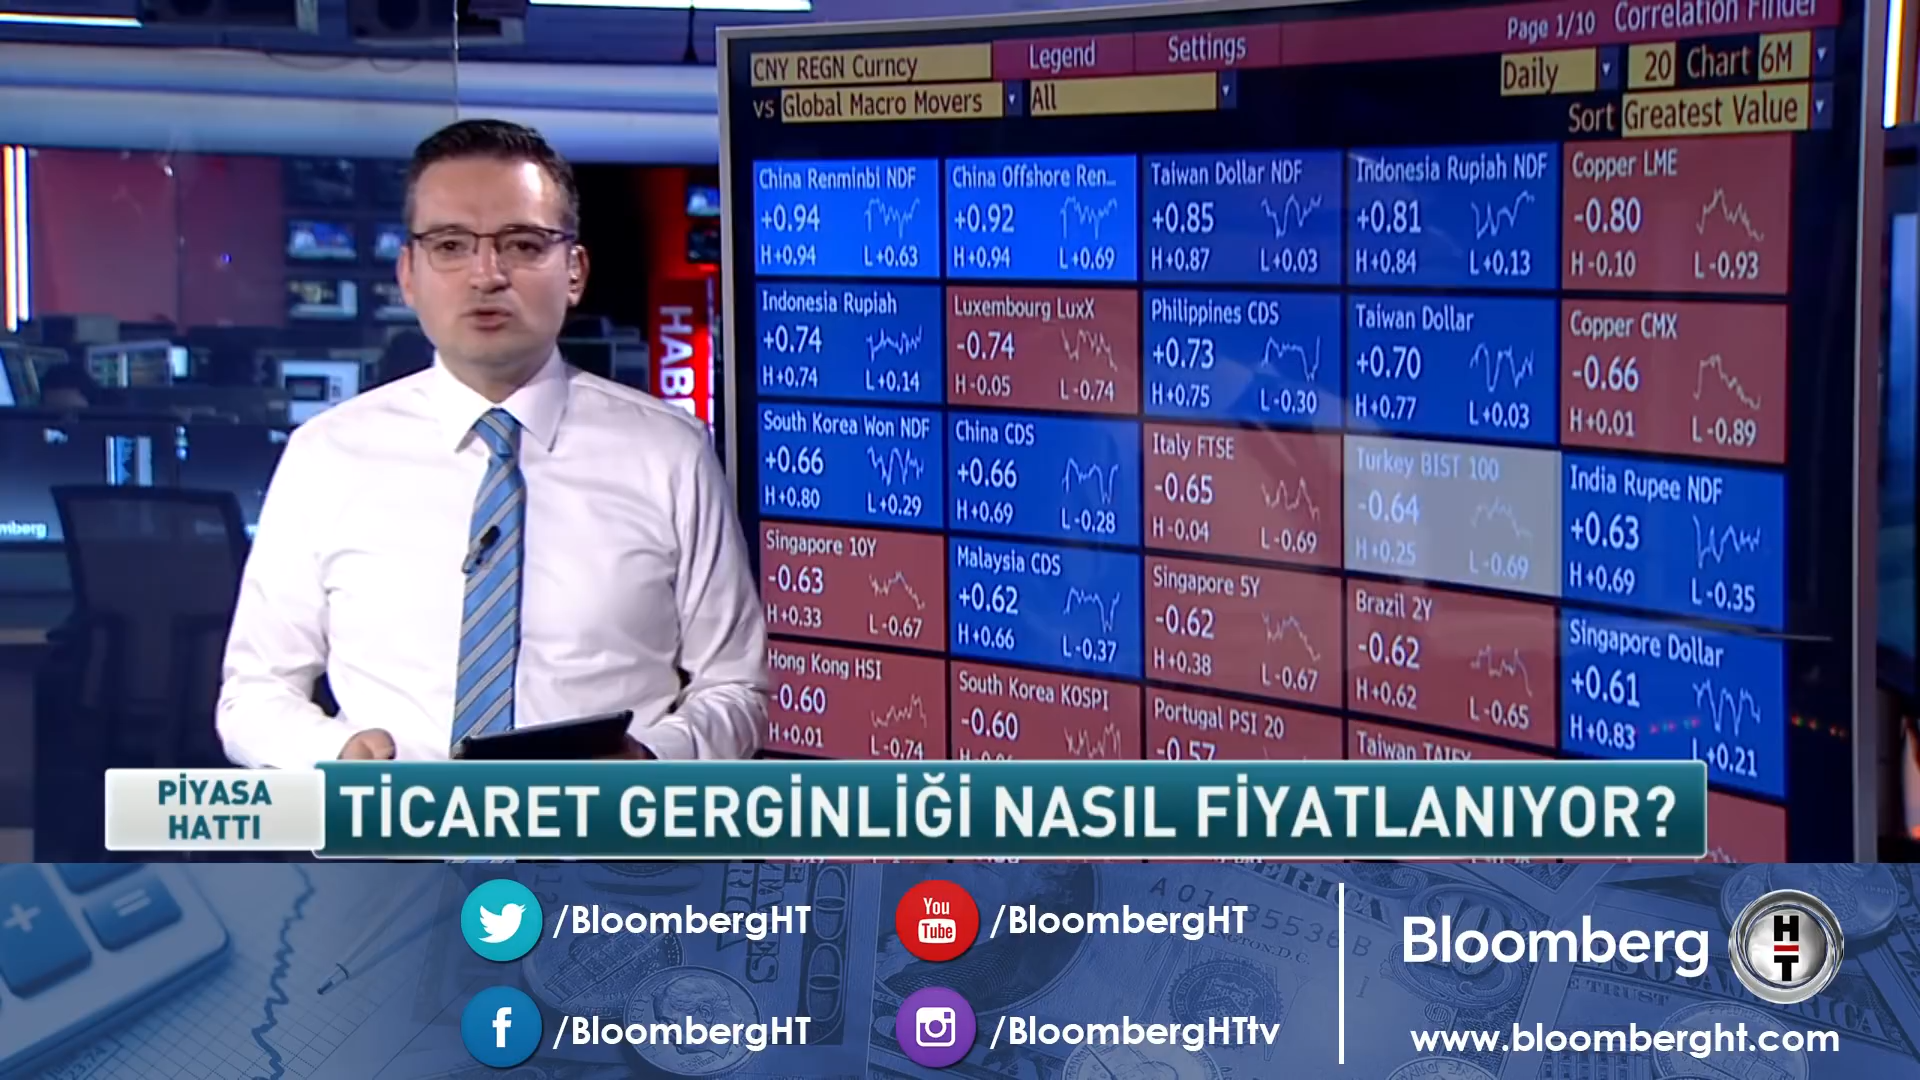 Page 1/10 Correlation Finder
CNY REGN Curncy Legend Settings
Daily 20 Chart 6M
vs Global Macro Movers All
Sort Greatest Value
China Renminbi NDF
+0.94
H +0.94 L +0.63
China Offshore Ren...
+0.92
H +0.94 L +0.69
Taiwan Dollar NDF
+0.85
H +0.87 L +0.03
Indonesia Rupiah NDF
+0.81
H +0.84 L +0.13
Copper LME
-0.80
H -0.10 L -0.93
Indonesia Rupiah
+0.74
H +0.74 L +0.14
Luxembourg LuxX
-0.74
H -0.05 L -0.74
Philippines CDS
+0.73
H +0.75 L -0.30
Taiwan Dollar
+0.70
H +0.77 L +0.03
Copper CMX
-0.66
H +0.01 L -0.89
South Korea Won NDF
+0.66
H +0.80 L +0.29
China CDS
+0.66
H +0.69 L -0.28
Italy FTSE
-0.65
H -0.04 L -0.69
Turkey BIST 100
-0.64
H +0.25 L -0.69
India Rupee NDF
+0.63
H +0.69 L -0.35
Singapore 10Y
-0.63
H +0.33 L -0.67
Malaysia CDS
+0.62
H +0.66 L -0.37
Singapore 5Y
-0.62
H +0.38 L -0.67
Brazil 2Y
-0.62
H +0.62 L -0.65
Singapore Dollar
+0.61
H +0.83 L +0.21
Hong Kong HSI
-0.60
H +0.01 L -0.74
South Korea KOSPI
-0.60
Portugal PSI 20
-0.57
HAB
mberg
PİYASA
HATTI
TİCARET GERGİNLİĞİ NASIL FİYATLANIYOR?
/BloombergHT
You
Tube
/BloombergHT
f /BloombergHT
/BloombergHTtv
Bloomberg
H
T
www.bloomberght.com